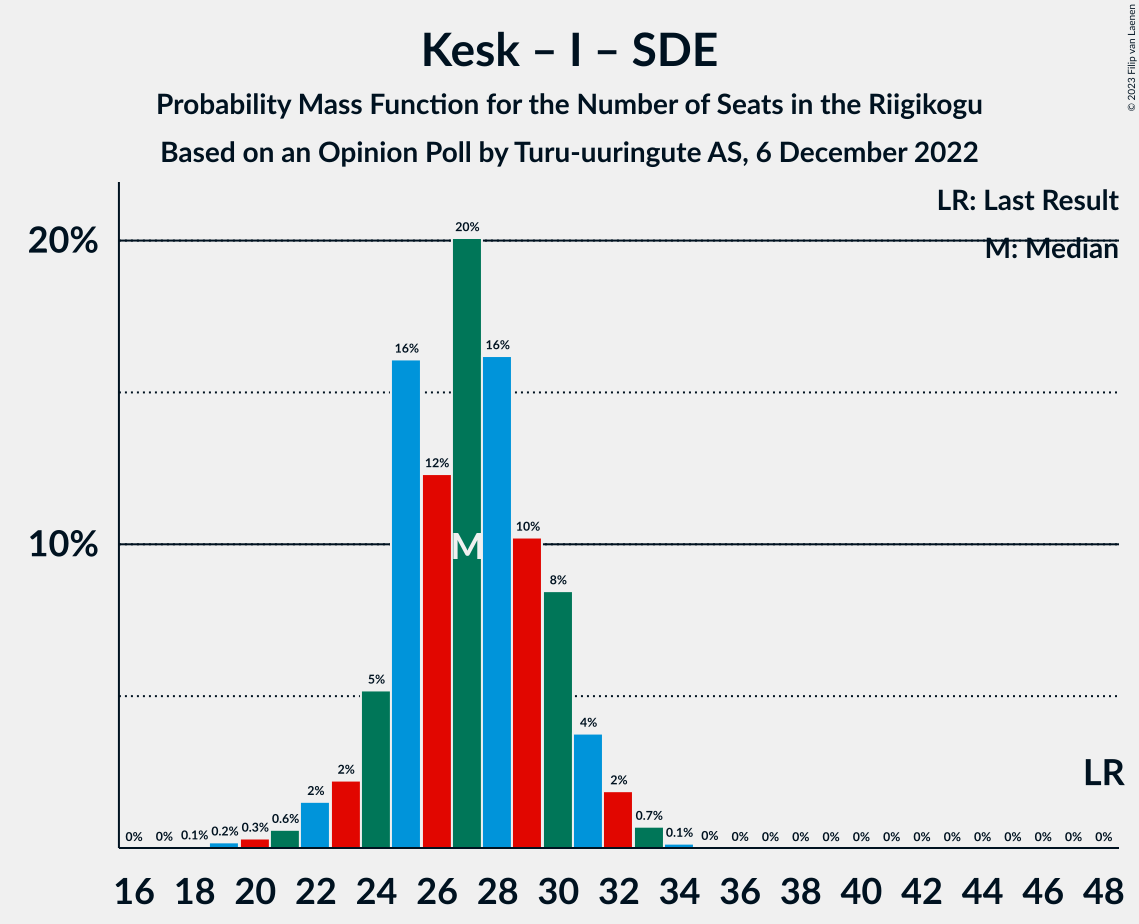 Kesk – I – SDE
Probability Mass Function for the Number of Seats in the Riigikogu
Based on an Opinion Poll by Turu-uuringute AS, 6 December 2022
© 2023 Filip van Laenen
LR: Last Result
M: Median
20%
10%
0% 0% 0.1% 0.2% 0.3% 0.6% 2% 2% 5% 16% 12% 20% 16% 10% 8% 4% 2% 0.7% 0.1% 0% 0% 0% 0% 0% 0% 0% 0% 0% 0% 0% 0% 0% 0%
M
LR
16 18 20 22 24 26 28 30 32 34 36 38 40 42 44 46 48